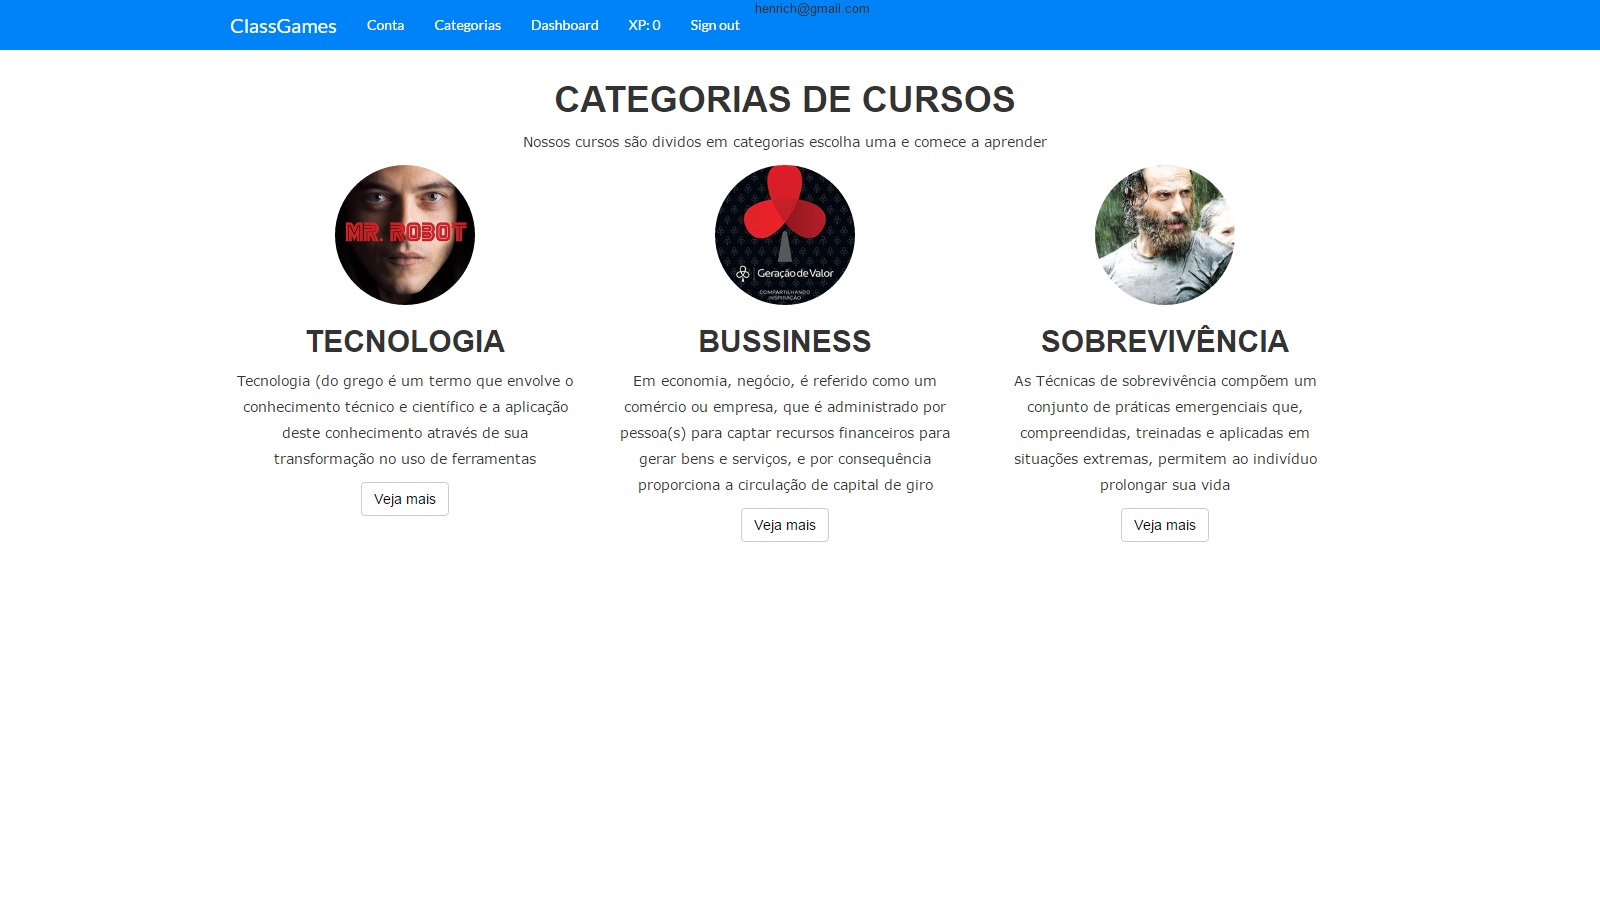 henrich@gmail.com
ClassGames Conta Categorias Dashboard XP: 0 Sign out
CATEGORIAS DE CURSOS
Nossos cursos são dividos em categorias escolha uma e comece a aprender
MR. ROBOT
Geração de Valor
COMPARTILHANDO
INSPIRAÇÃO
TECNOLOGIA
Tecnologia (do grego é um termo que envolve o
conhecimento técnico e científico e a aplicação
deste conhecimento através de sua
transformação no uso de ferramentas
Veja mais
BUSSINESS
Em economia, negócio, é referido como um
comércio ou empresa, que é administrado por
pessoa(s) para captar recursos financeiros para
gerar bens e serviços, e por consequência
proporciona a circulação de capital de giro
Veja mais
SOBREVIVÊNCIA
As Técnicas de sobrevivência compõem um
conjunto de práticas emergenciais que,
compreendidas, treinadas e aplicadas em
situações extremas, permitem ao indivíduo
prolongar sua vida
Veja mais